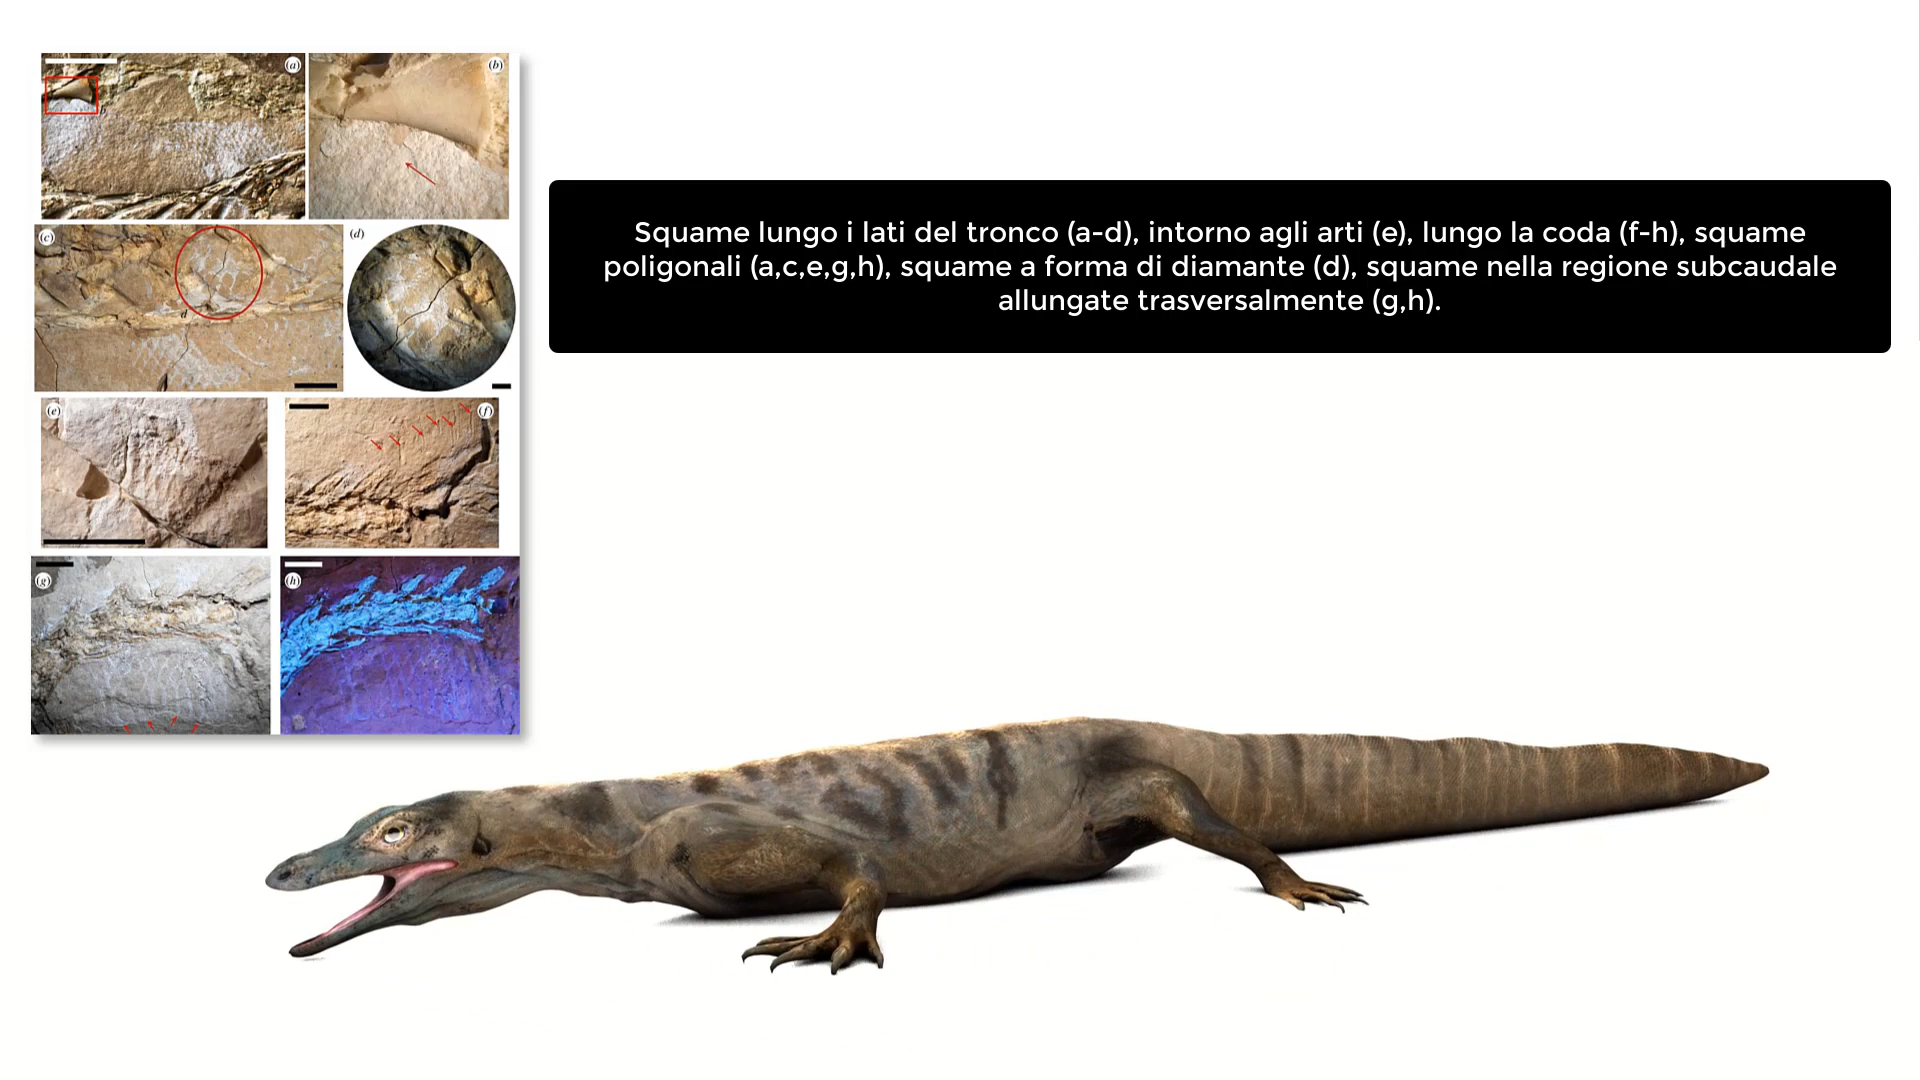 (a)
(b)
b
(c)
(d)
d
(e)
(f)
(g)
(h)
Squame lungo i lati del tronco (a-d), intorno agli arti (e), lungo la coda (f-h), squame
poligonali (a,c,e,g,h), squame a forma di diamante (d), squame nella regione subcaudale
allungate trasversalmente (g,h).